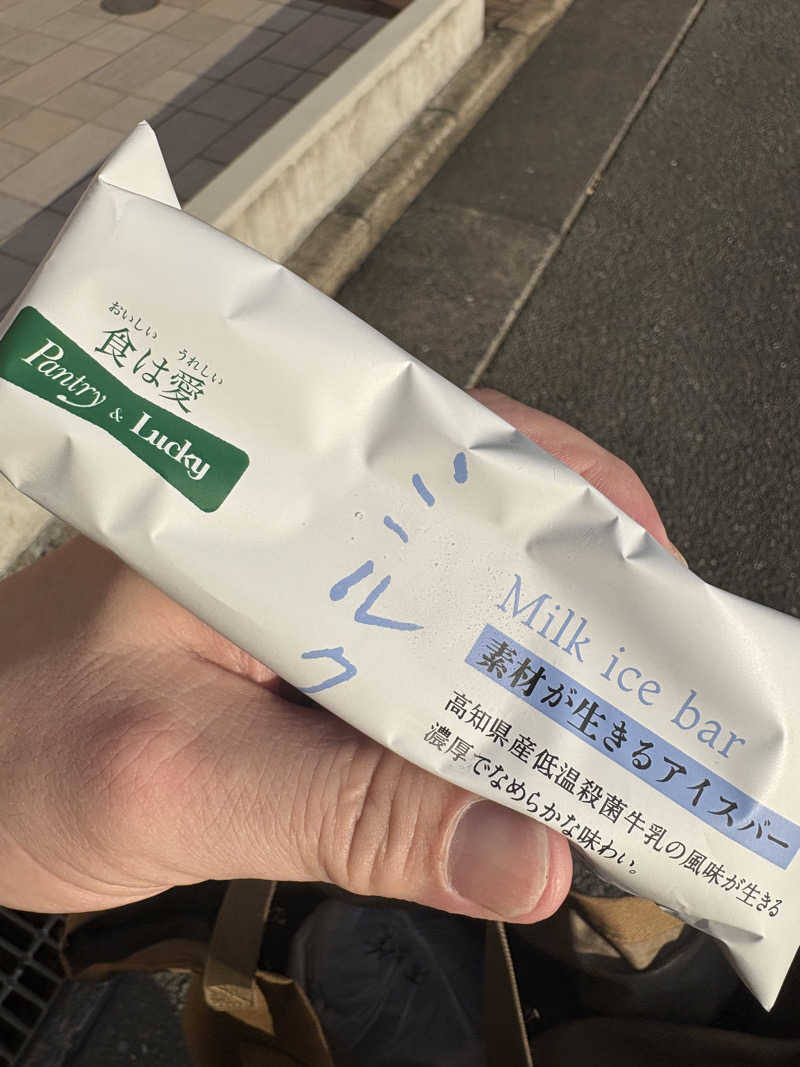 おいしい うれしい
食は愛
Pantry & Lucky
ミルク
Milk ice bar
素材が生きるアイスバー
高知県産低温殺菌牛乳の風味が生きる
濃厚でなめらかな味わい。